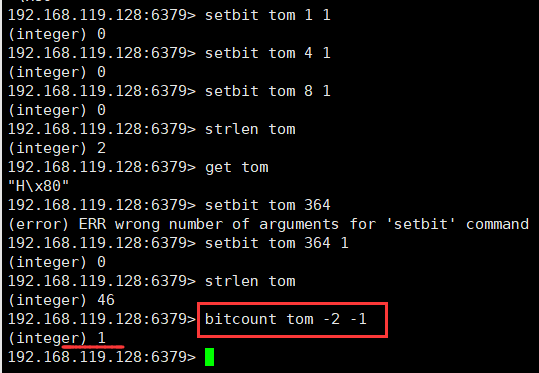 192.168.119.128:6379> setbit tom 1 1
(integer) 0
192.168.119.128:6379> setbit tom 4 1
(integer) 0
192.168.119.128:6379> setbit tom 8 1
(integer) 0
192.168.119.128:6379> strlen tom
(integer) 2
192.168.119.128:6379> get tom
"H\x80"
192.168.119.128:6379> setbit tom 364
(error) ERR wrong number of arguments for 'setbit' command
192.168.119.128:6379> setbit tom 364 1
(integer) 0
192.168.119.128:6379> strlen tom
(integer) 46
192.168.119.128:6379> bitcount tom -2 -1
(integer) 1
192.168.119.128:6379>